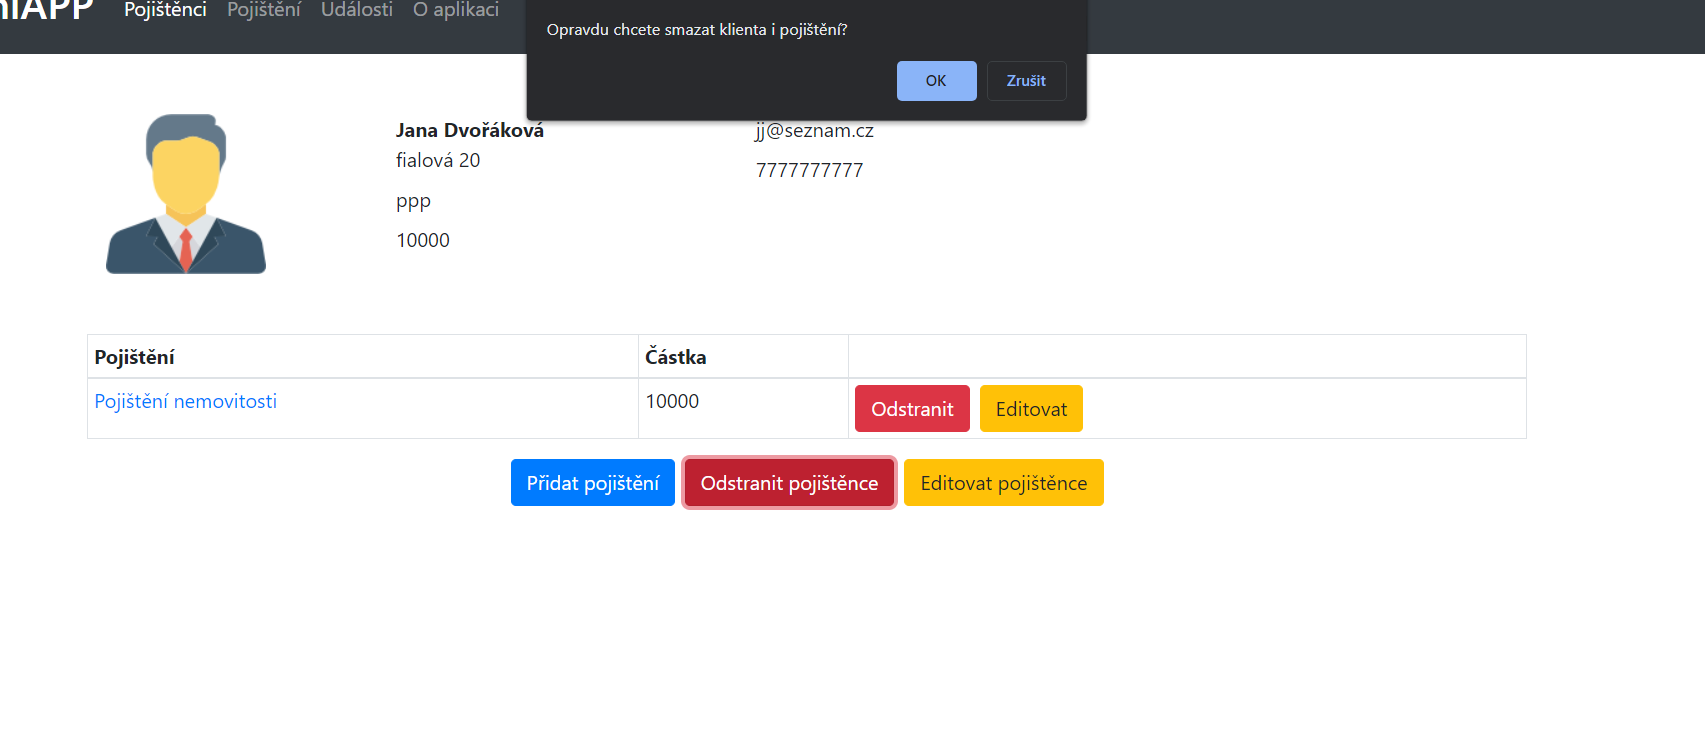 Pojištěnci Pojištění Události O aplikaci
Opravdu chcete smazat klienta i pojištění?
OK Zrušit
Jana Dvořáková
fialová 20
ppp
10000
jj@seznam.cz
7777777777
Pojištění Částka
Pojištění nemovitosti 10000 Odstranit Editovat
Přidat pojištění Odstranit pojištěnce Editovat pojištěnce